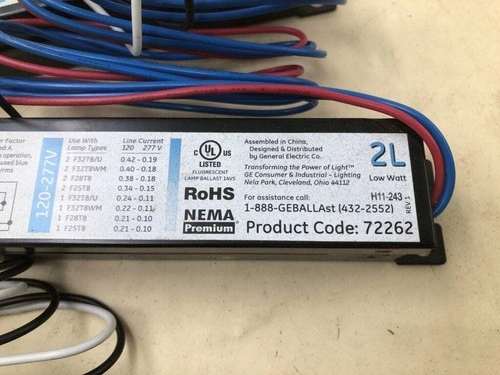 er Factor
ed A
operation,
used blue
ms.
120-277V
Use With Line Current
Lamp Types 120 277 V
2 F32T8/U 0.42 - 0.19
2 F32T8WM 0.40 - 0.18
2 F28T8 0.38 - 0.18
2 F25T8 0.34 - 0.15
1 F32T8/U 0.24 - 0.11
1 F32T8WM 0.22 - 0.11
1 F28T8 0.21 - 0.10
1 F25T8 0.21 - 0.10
c UL US
LISTED
FLUORESCENT
LAMP BALLAST 14V5
RoHS
NEMA
Premium
Assembled in China,
Designed & Distributed
by General Electric Co.
Transforming the Power of Light™
GE Consumer & Industrial - Lighting
Nela Park, Cleveland, Ohio 44112
For assistance call:
1-888-GEBALLAst (432-2552)
Product Code: 72262
2L
Low Watt
H11-243
REV 1